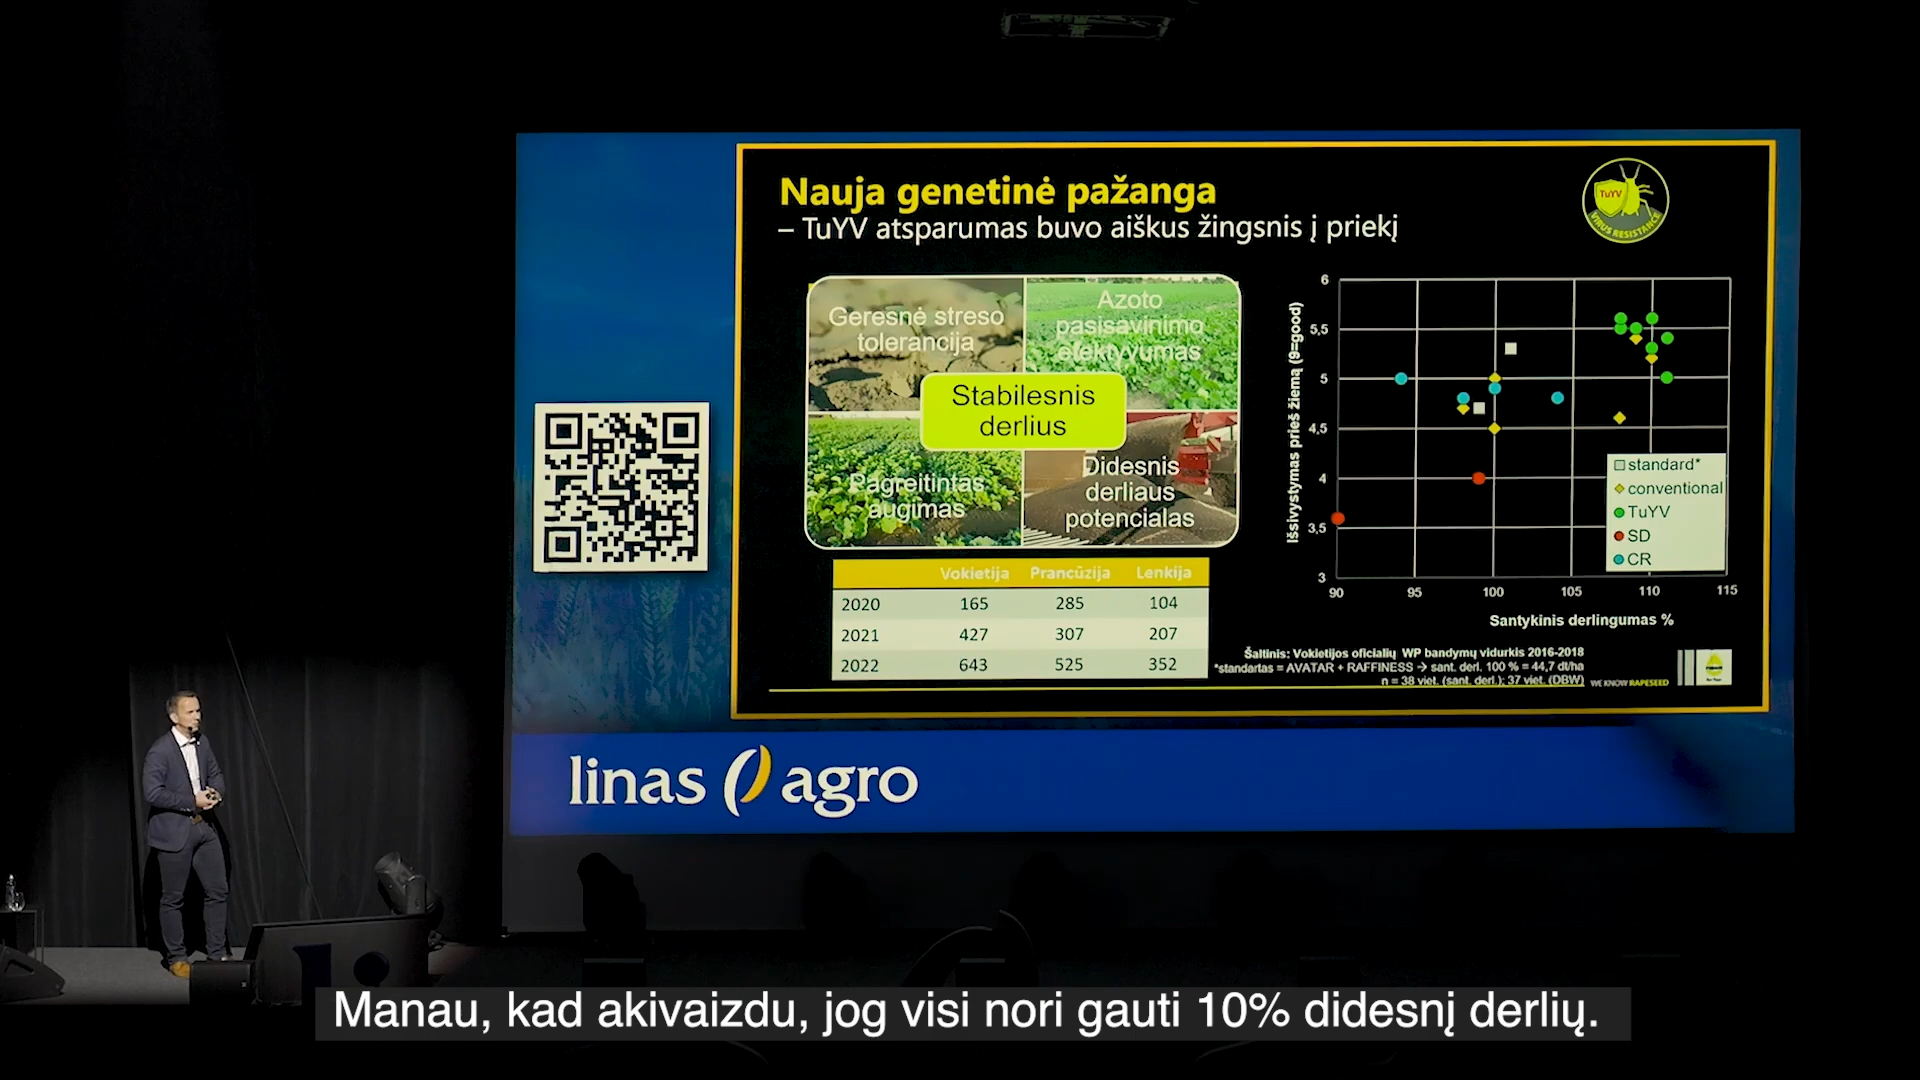 Nauja genetinė pažanga
– TuYV atsparumas buvo aiškus žingsnis į priekį
TuYV
VIRUS RESISTANCE
Geresnė streso
tolerancija
Azoto
pasisavinimo
efektyvumas
Stabilesnis
derlius
Pagreitintas
augimas
Didesnis
derliaus
potencialas
Vokietija Prancūzija Lenkija
2020 165 285 104
2021 427 307 207
2022 643 525 352
Išsivystymas prieš žiemą (9=good)
6
5,5
5
4,5
4
3,5
3
90 95 100 105 110 115
Santykinis derlingumas %
standard*
conventional
TuYV
SD
CR
Šaltinis: Vokietijos oficialių WP bandymų vidurkis 2016-2018
*standartas = AVATAR + RAFFINESS → sant. derl. 100 % = 44,7 dt/ha
n = 38 viet. (sant. derl.); 37 viet. (DBW)
WE KNOW RAPESEED
linas agro
Manau, kad akivaizdu, jog visi nori gauti 10% didesnį derlių.